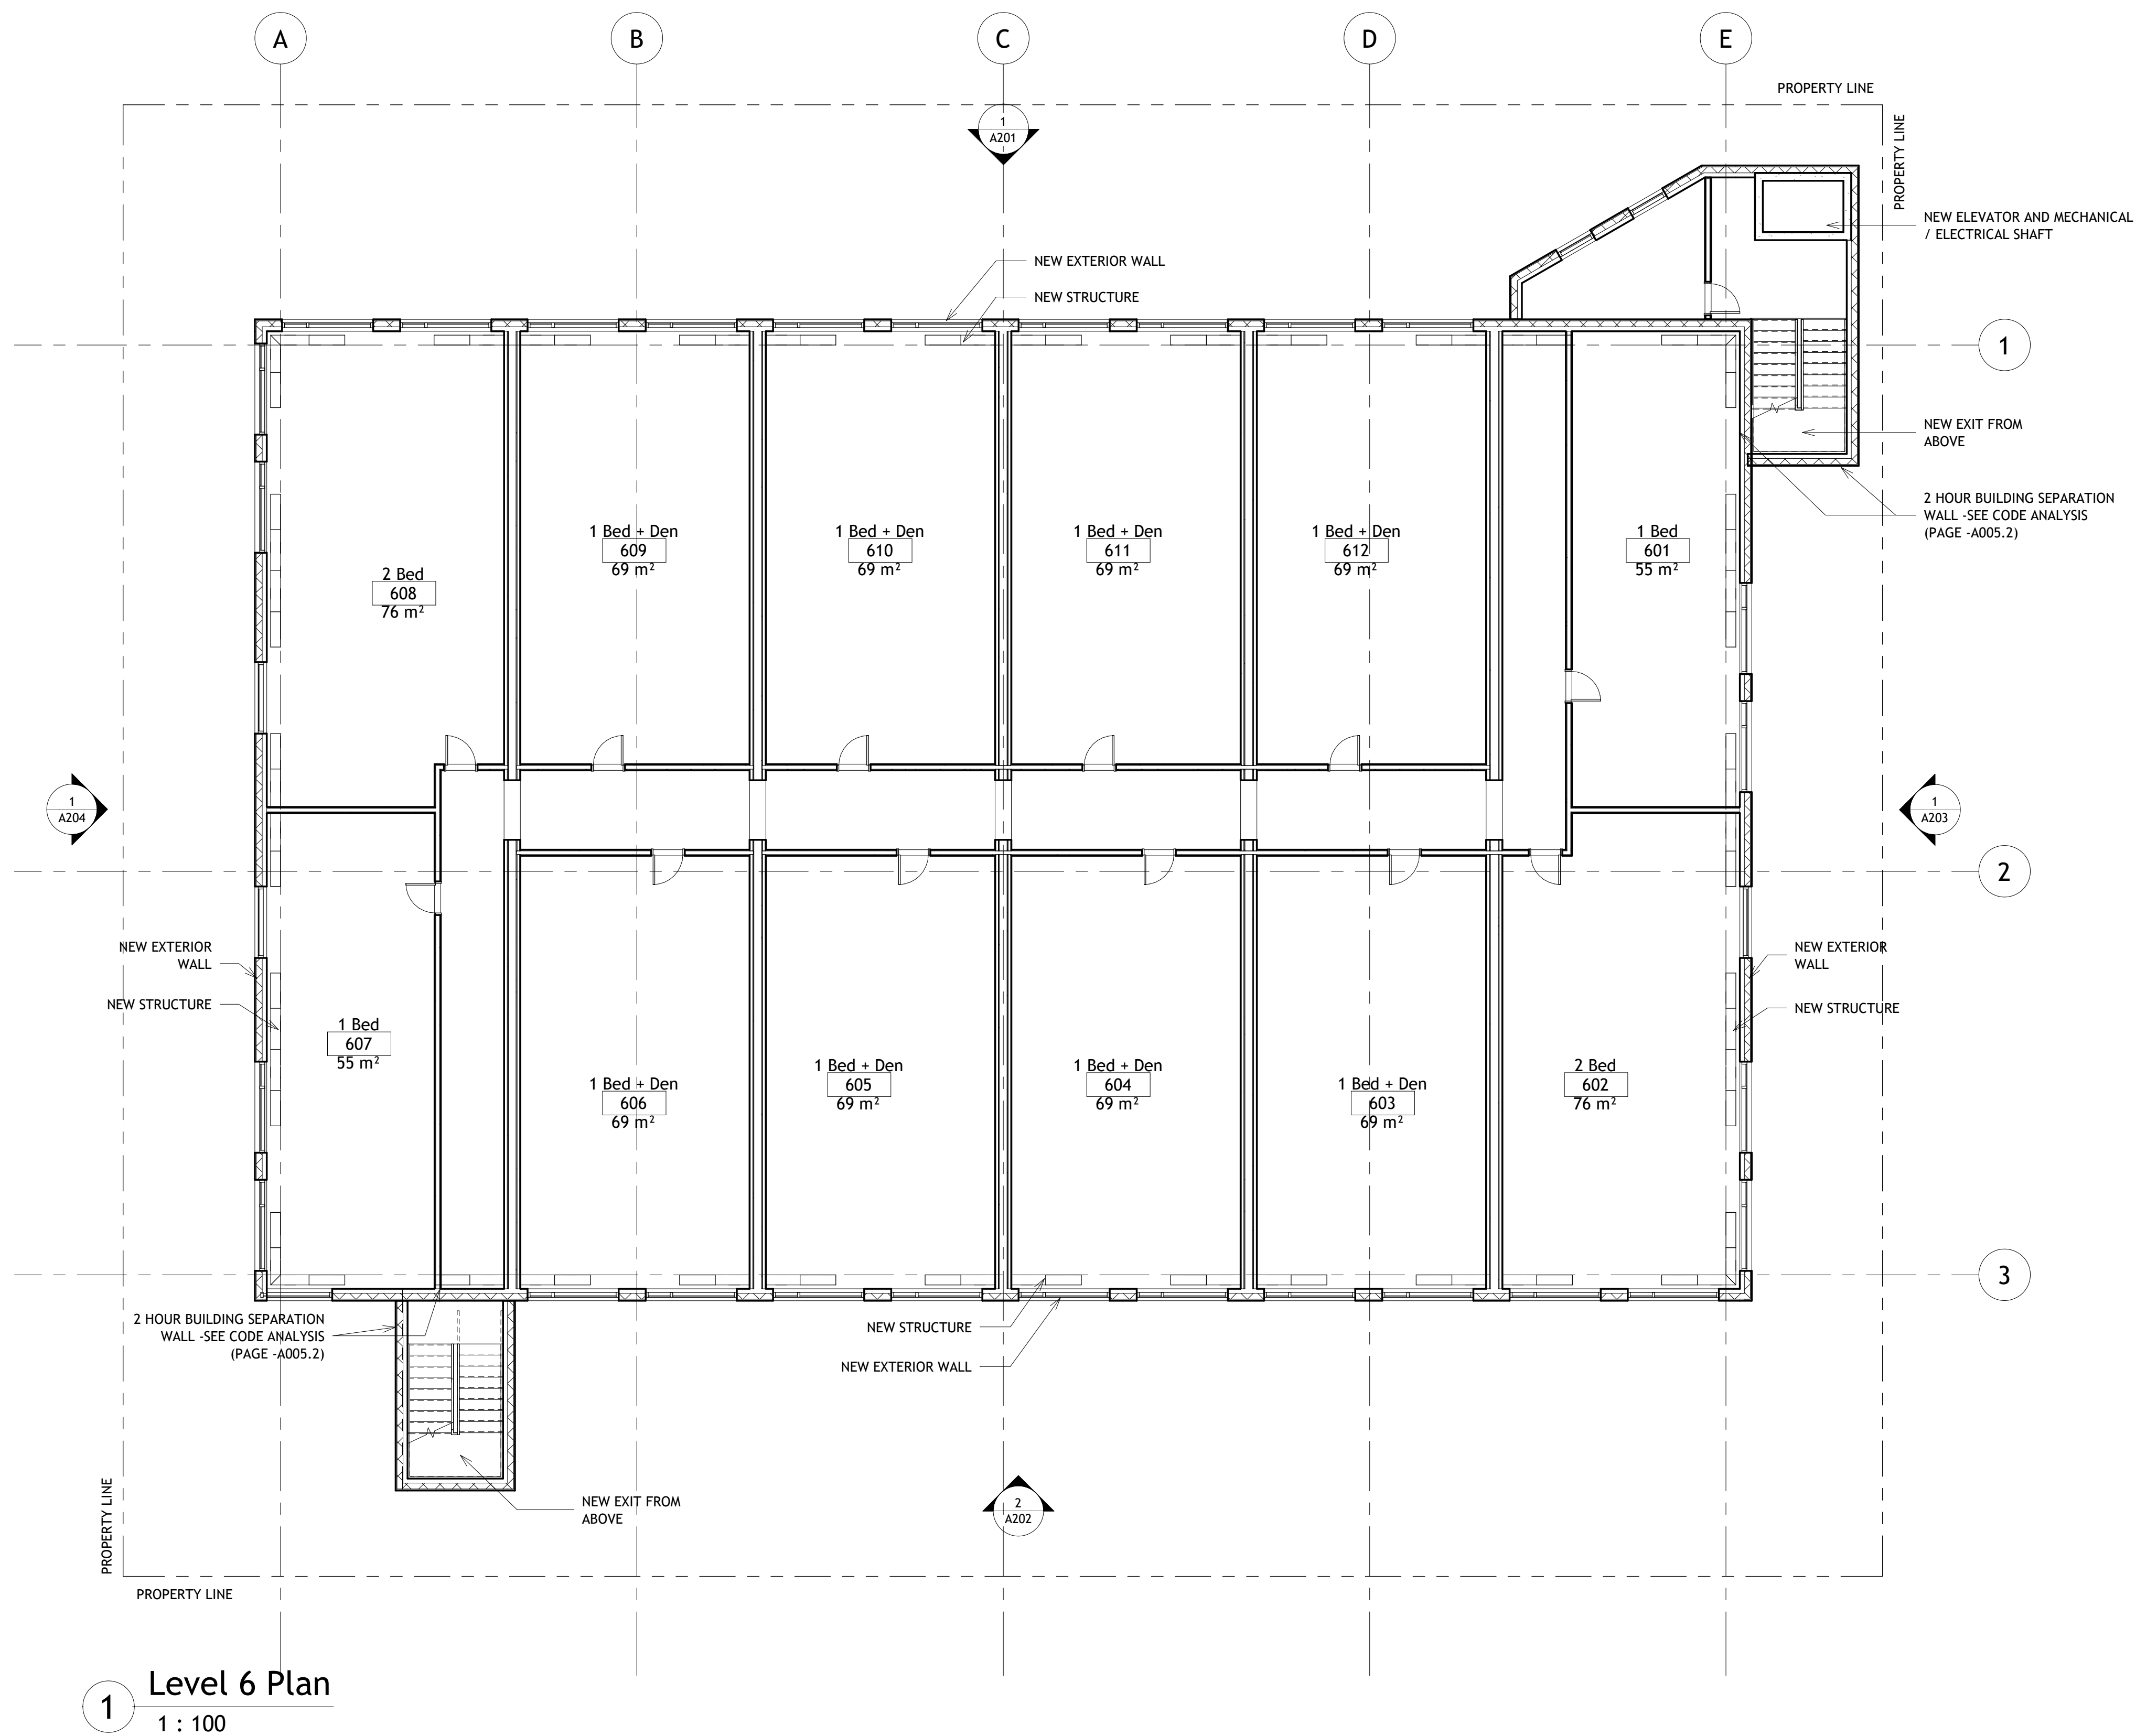 A
B
C
D
E
PROPERTY LINE
PROPERTY LINE
1
A201
NEW ELEVATOR AND MECHANICAL
/ ELECTRICAL SHAFT
NEW EXTERIOR WALL
NEW STRUCTURE
1
NEW EXIT FROM
ABOVE
2 HOUR BUILDING SEPARATION
WALL -SEE CODE ANALYSIS
(PAGE -A005.2)
2 Bed
608
76 m²
1 Bed + Den
609
69 m²
1 Bed + Den
610
69 m²
1 Bed + Den
611
69 m²
1 Bed + Den
612
69 m²
1 Bed
601
55 m²
1
A204
1
A203
2
NEW EXTERIOR
WALL
NEW STRUCTURE
NEW EXTERIOR
WALL
NEW STRUCTURE
1 Bed
607
55 m²
1 Bed + Den
606
69 m²
1 Bed + Den
605
69 m²
1 Bed + Den
604
69 m²
1 Bed + Den
603
69 m²
2 Bed
602
76 m²
3
2 HOUR BUILDING SEPARATION
WALL -SEE CODE ANALYSIS
(PAGE -A005.2)
NEW STRUCTURE
NEW EXTERIOR WALL
NEW EXIT FROM
ABOVE
2
A202
PROPERTY LINE
PROPERTY LINE
1
Level 6 Plan
1 : 100